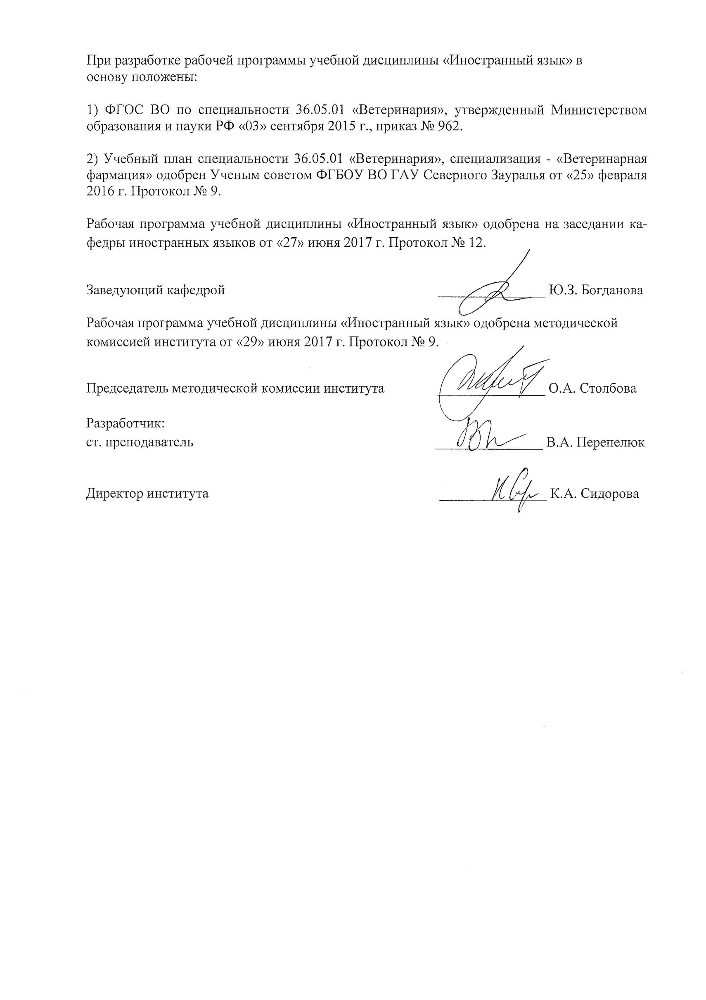 При разработке рабочей программы учебной дисциплины «Иностранный язык» в
основу положены:
1) ФГОС ВО по специальности 36.05.01 «Ветеринария», утвержденный Министерством
образования и науки РФ «03» сентября 2015 г., приказ № 962.
2) Учебный план специальности 36.05.01 «Ветеринария», специализация - «Ветеринарная
фармация» одобрен Ученым советом ФГБОУ ВО ГАУ Северного Зауралья от «25» февраля
2016 г. Протокол № 9.
Рабочая программа учебной дисциплины «Иностранный язык» одобрена на заседании ка-
федры иностранных языков от «27» июня 2017 г. Протокол № 12.
Заведующий кафедрой Ю.З. Богданова
Рабочая программа учебной дисциплины «Иностранный язык» одобрена методической
комиссией института от «29» июня 2017 г. Протокол № 9.
Председатель методической комиссии института О.А. Столбова
Разработчик:
ст. преподаватель В.А. Перепелюк
Директор института К.А. Сидорова